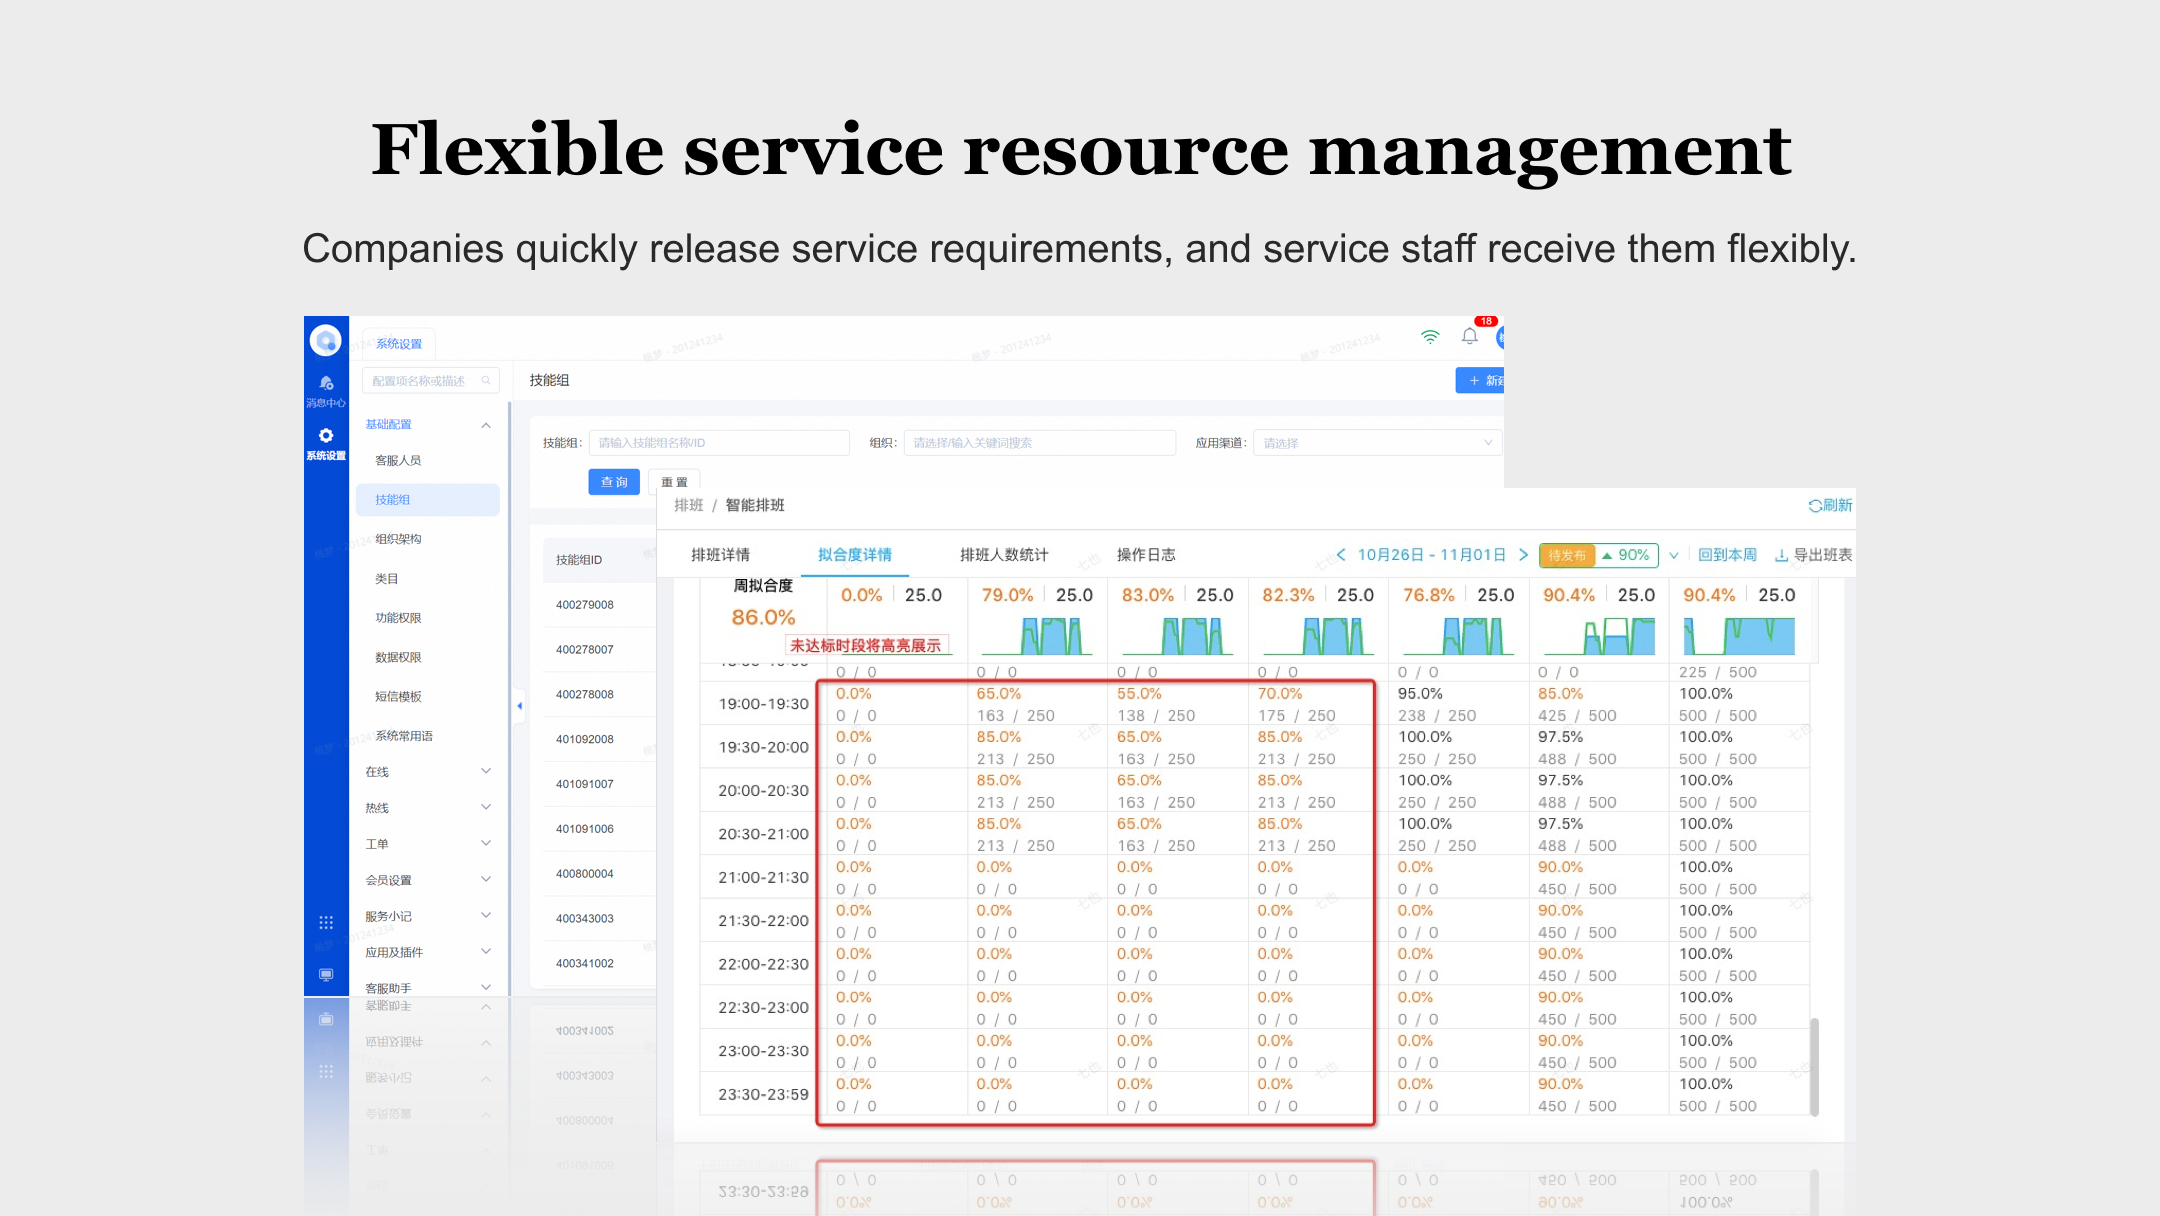 Flexible service resource management
Companies quickly release service requirements, and service staff receive them flexibly.
系统设置
18
配置项名称或描述
技能组
消息中心
系统设置
基础配置
客服人员
技能组
组织架构
类目
功能权限
数据权限
短信模板
系统常用语
在线
热线
工单
会员设置
服务小记
应用及插件
客服助手
技能组: 请输入技能组名称/ID 组织: 请选择/输入关键词搜索 应用渠道: 请选择
查 询 重 置
技能组ID
400279008
400278007
400278008
401092008
401091007
401091006
400800004
400343003
400341002
排班 / 智能排班 刷新
排班详情 拟合度详情 排班人数统计 操作日志 10月26日 - 11月01日 待发布 90% 回到本周 导出班表
周拟合度
86.0%
0.0% 25.0 79.0% 25.0 83.0% 25.0 82.3% 25.0 76.8% 25.0 90.4% 25.0 90.4% 25.0
未达标时段将高亮展示
0 / 0 0 / 0 0 / 0 0 / 0 0 / 0 0 / 0 225 / 500
19:00-19:30 0.0% 65.0% 55.0% 70.0% 95.0% 85.0% 100.0%
0 / 0 163 / 250 138 / 250 175 / 250 238 / 250 425 / 500 500 / 500
19:30-20:00 0.0% 85.0% 65.0% 85.0% 100.0% 97.5% 100.0%
0 / 0 213 / 250 163 / 250 213 / 250 250 / 250 488 / 500 500 / 500
20:00-20:30 0.0% 85.0% 65.0% 85.0% 100.0% 97.5% 100.0%
0 / 0 213 / 250 163 / 250 213 / 250 250 / 250 488 / 500 500 / 500
20:30-21:00 0.0% 85.0% 65.0% 85.0% 100.0% 97.5% 100.0%
0 / 0 213 / 250 163 / 250 213 / 250 250 / 250 488 / 500 500 / 500
21:00-21:30 0.0% 0.0% 0.0% 0.0% 0.0% 90.0% 100.0%
0 / 0 0 / 0 0 / 0 0 / 0 0 / 0 450 / 500 500 / 500
21:30-22:00 0.0% 0.0% 0.0% 0.0% 0.0% 90.0% 100.0%
0 / 0 0 / 0 0 / 0 0 / 0 0 / 0 450 / 500 500 / 500
22:00-22:30 0.0% 0.0% 0.0% 0.0% 0.0% 90.0% 100.0%
0 / 0 0 / 0 0 / 0 0 / 0 0 / 0 450 / 500 500 / 500
22:30-23:00 0.0% 0.0% 0.0% 0.0% 0.0% 90.0% 100.0%
0 / 0 0 / 0 0 / 0 0 / 0 0 / 0 450 / 500 500 / 500
23:00-23:30 0.0% 0.0% 0.0% 0.0% 0.0% 90.0% 100.0%
0 / 0 0 / 0 0 / 0 0 / 0 0 / 0 450 / 500 500 / 500
23:30-23:59 0.0% 0.0% 0.0% 0.0% 0.0% 90.0% 100.0%
0 / 0 0 / 0 0 / 0 0 / 0 0 / 0 450 / 500 500 / 500